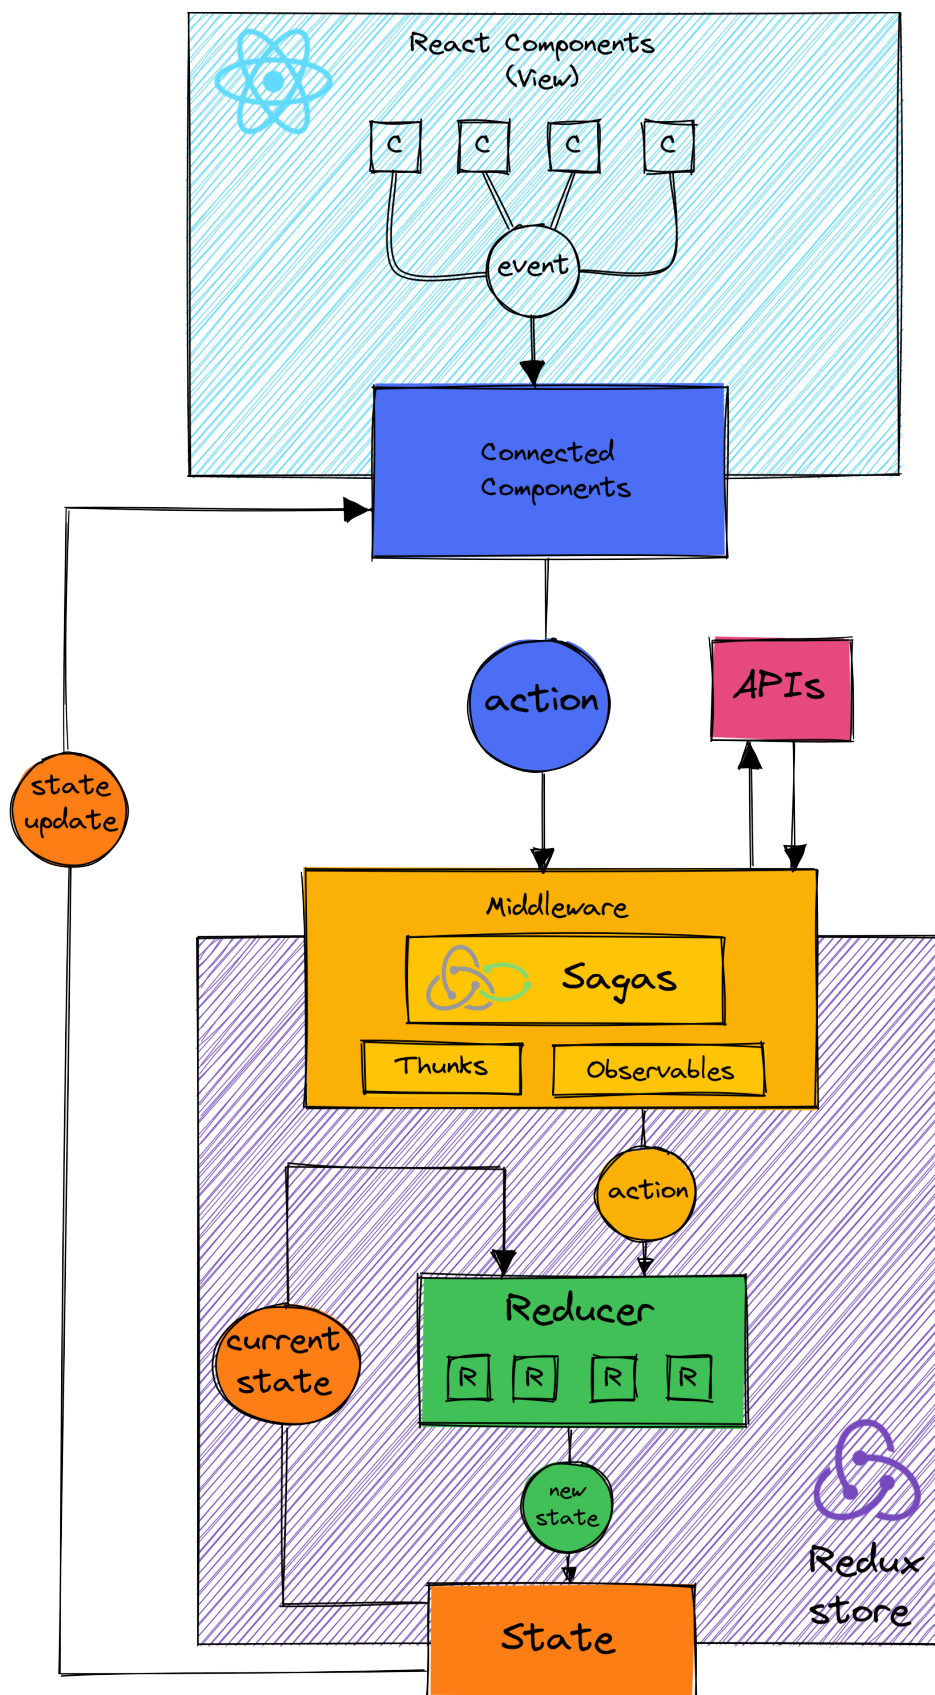 React Components
(View)
C
C
C
C
event
Connected
Components
action
APIs
state
update
Middleware
Sagas
Thunks
Observables
action
Reducer
current
state
R
R
R
R
new
state
Redux
store
State